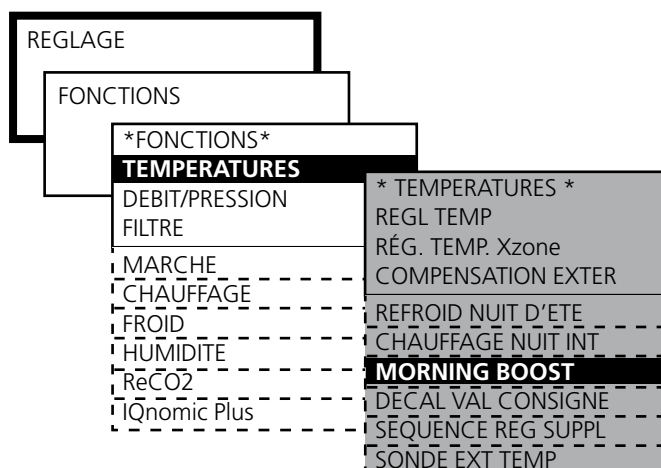 REGLAGE
FONCTIONS
*FONCTIONS*
TEMPERATURES
DEBIT/PRESSION
FILTRE
MARCHE
CHAUFFAGE
FROID
HUMIDITE
ReCO2
IQnomic Plus
* TEMPERATURES *
REGL TEMP
RÉG. TEMP. Xzone
COMPENSATION EXTER
REFROID NUIT D'ETE
CHAUFFAGE NUIT INT
MORNING BOOST
DECAL VAL CONSIGNE
SEQUENCE REG SUPPL
SONDE EXT TEMP